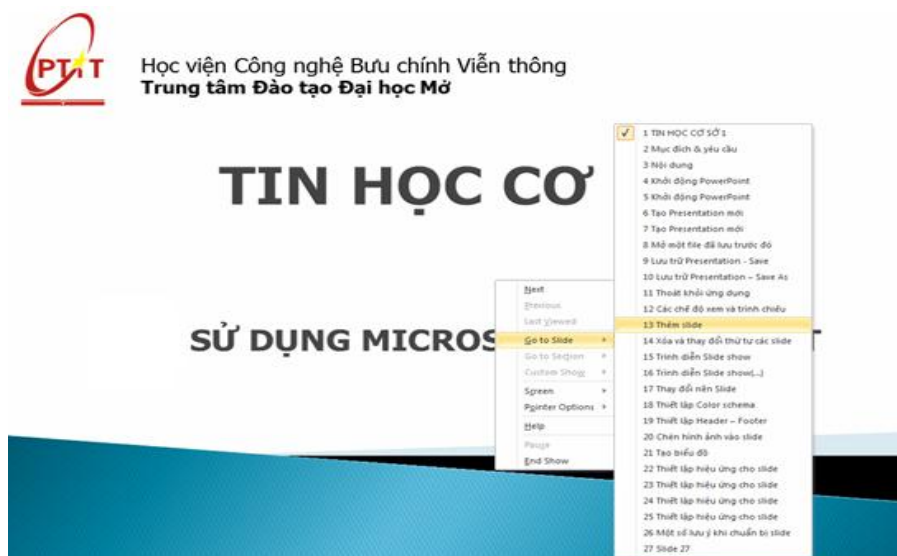 PTIT
Học viện Công nghệ Bưu chính Viễn thông
Trung tâm Đào tạo Đại học Mở
TIN HỌC CƠ
SỬ DỤNG MICROS
T
Next
Previous
Last Viewed
Go to Slide
Go to Section
Custom Show
Screen
Pointer Options
Help
Pause
End Show
1 TIN HỌC CƠ SỞ 1
2 Mục đích & yêu cầu
3 Nội dung
4 Khởi động PowerPoint
5 Khởi động PowerPoint
6 Tạo Presentation mới
7 Tạo Presentation mới
8 Mở một file đã lưu trước đó
9 Lưu trữ Presentation - Save
10 Lưu trữ Presentation – Save As
11 Thoát khỏi ứng dụng
12 Các chế độ xem và trình chiếu
13 Thêm slide
14 Xóa và thay đổi thứ tự các slide
15 Trình diễn Slide show
16 Trình diễn Slide show(...)
17 Thay đổi nền Slide
18 Thiết lập Color schema
19 Thiết lập Header – Footer
20 Chèn hình ảnh vào slide
21 Tạo biểu đồ
22 Thiết lập hiệu ứng cho slide
23 Thiết lập hiệu ứng cho slide
24 Thiết lập hiệu ứng cho slide
25 Thiết lập hiệu ứng cho slide
26 Một số lưu ý khi chuẩn bị slide
27 Slide 27